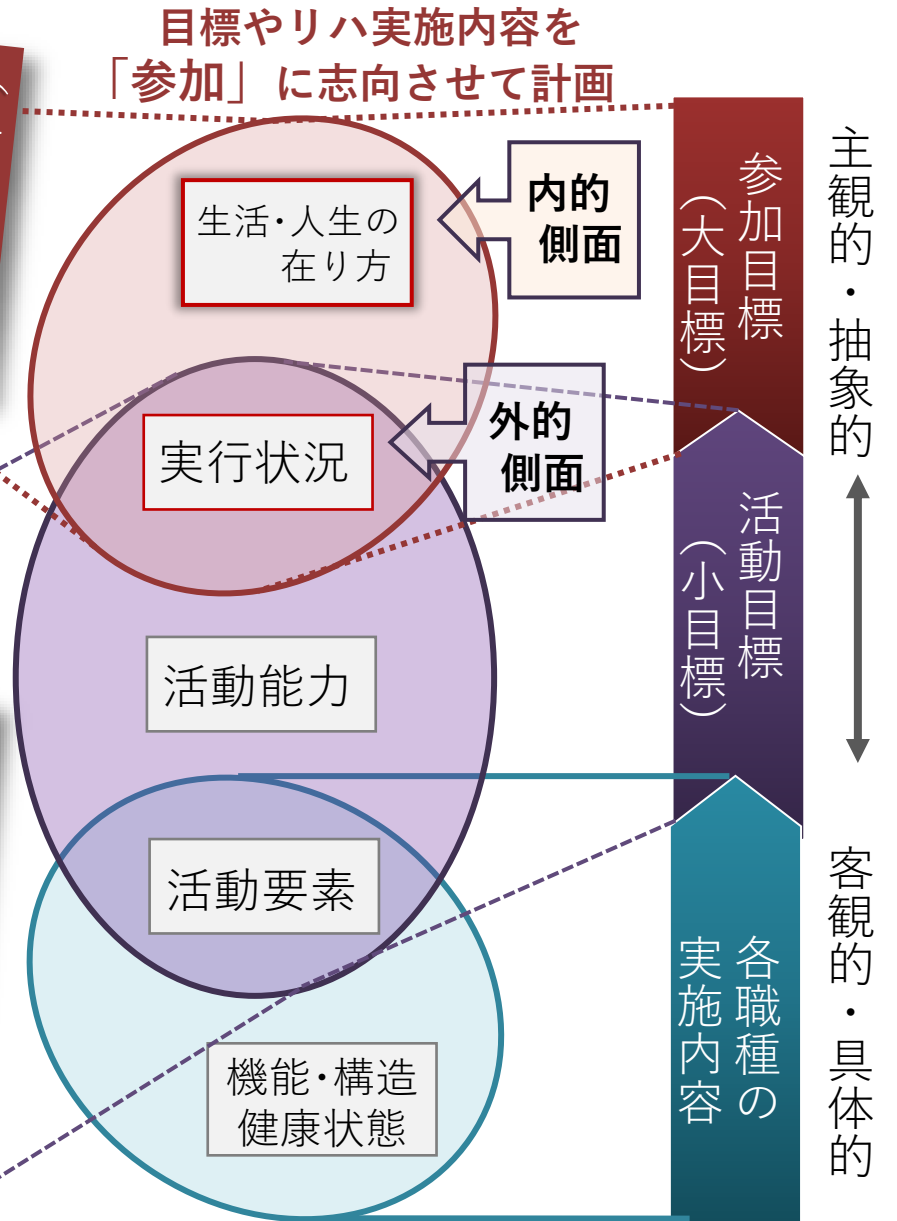 目標やリハ実施内容を
「参加」に志向させて計画
生活・人生の
在り方
内的
側面
実行状況
外的
側面
活動能力
活動要素
機能・構造
健康状態
参加目標
（大目標）
活動目標
（小目標）
各職種の
実施内容
主観的・抽象的
客観的・具体的